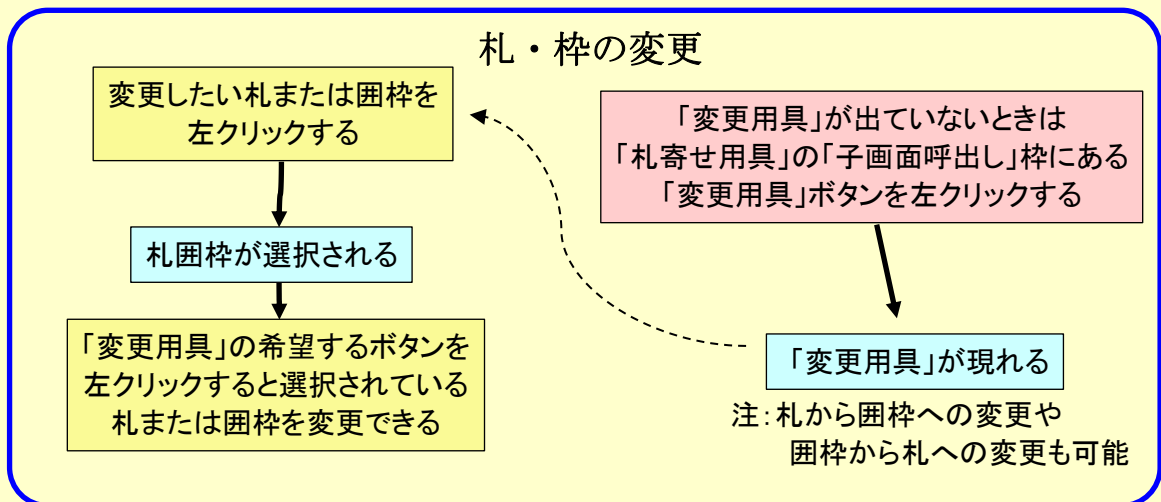 札・枠の変更
変更したい札または囲枠を
左クリックする
札囲枠が選択される
「変更用具」の希望するボタンを
左クリックすると選択されている
札または囲枠を変更できる
「変更用具」が出ていないときは
「札寄せ用具」の「子画面呼出し」枠にある
「変更用具」ボタンを左クリックする
「変更用具」が現れる
注：札から囲枠への変更や
囲枠から札への変更も可能